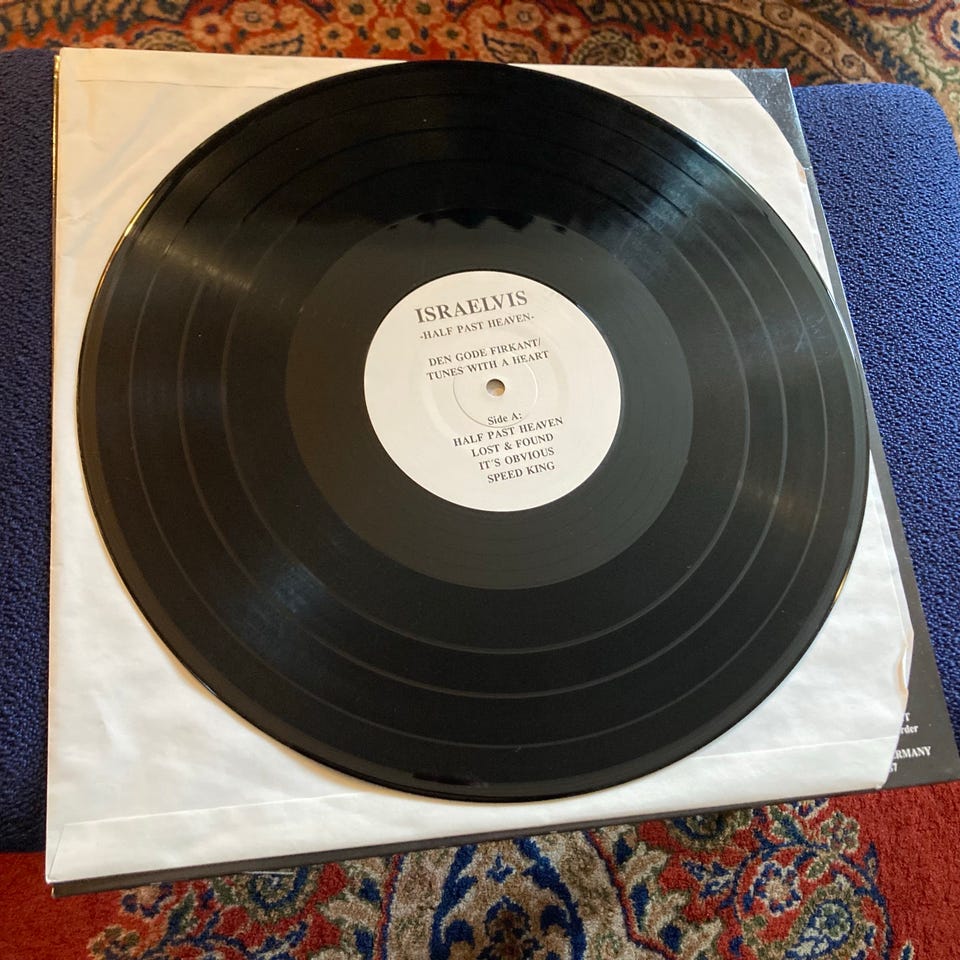 ISRAELVIS
-HALF PAST HEAVEN-
DEN GODE FIRKANT/
TUNES WITH A HEART
Side A:
HALF PAST HEAVEN
LOST & FOUND
IT'S OBVIOUS
SPEED KING